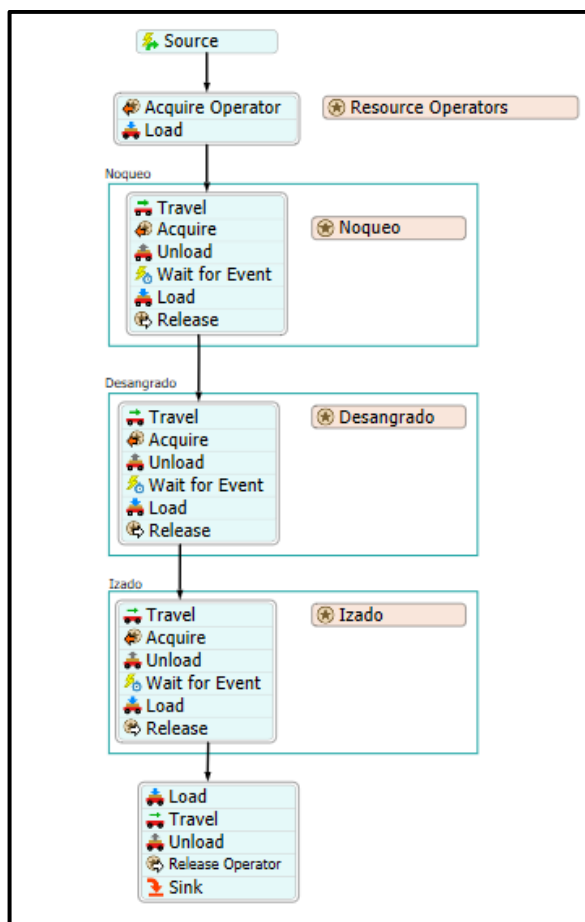 Source
Acquire Operator
Load
Resource Operators
Noqueo
Travel
Acquire
Unload
Wait for Event
Load
Release
Noqueo
Desangrado
Travel
Acquire
Unload
Wait for Event
Load
Release
Desangrado
Izado
Travel
Acquire
Unload
Wait for Event
Load
Release
Izado
Load
Travel
Unload
Release Operator
Sink